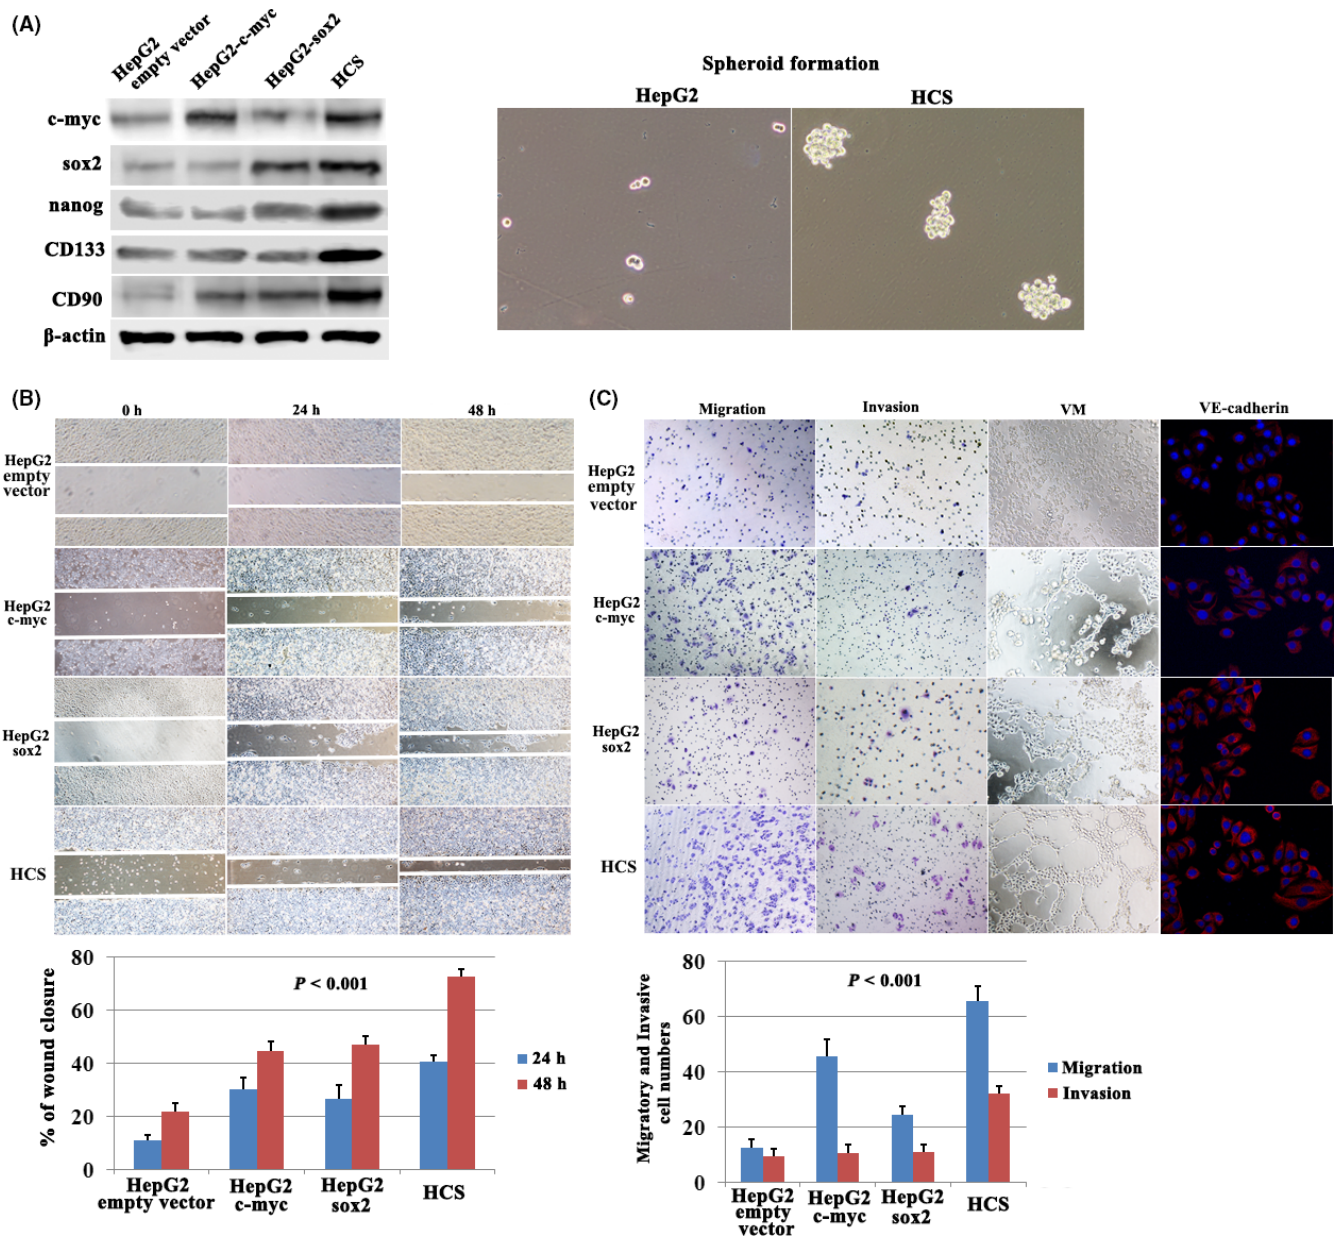 (A)
HepG2
empty vector
HepG2-c-myc
HepG2-sox2
HCS
c-myc
sox2
nanog
CD133
CD90
β-actin
Spheroid formation
HepG2
HCS
(B)
0 h
24 h
48 h
HepG2
empty
vector
HepG2
c-myc
HepG2
sox2
HCS
80
60
40
20
0
% of wound closure
P < 0.001
24 h
48 h
HepG2
empty vector
HepG2
c-myc
HepG2
sox2
HCS
(C)
Migration
Invasion
VM
VE-cadherin
HepG2
empty
vector
HepG2
c-myc
HepG2
sox2
HCS
80
60
40
20
0
Migratory and Invasive
cell numbers
P < 0.001
Migration
Invasion
HepG2
empty
vector
HepG2
c-myc
HepG2
sox2
HCS